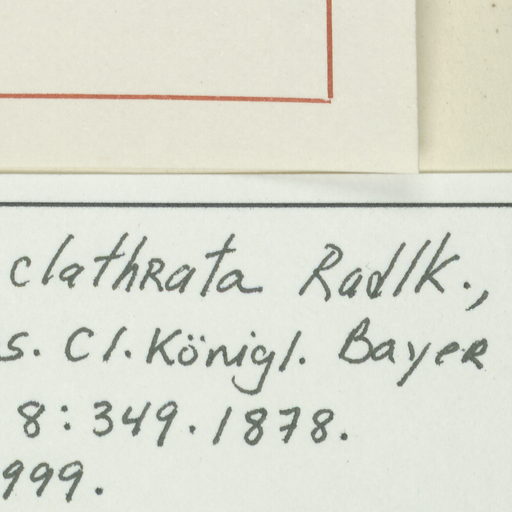 clathrata Radlk.,
s. Cl. Königl. Bayer
8: 349. 1878.
999.